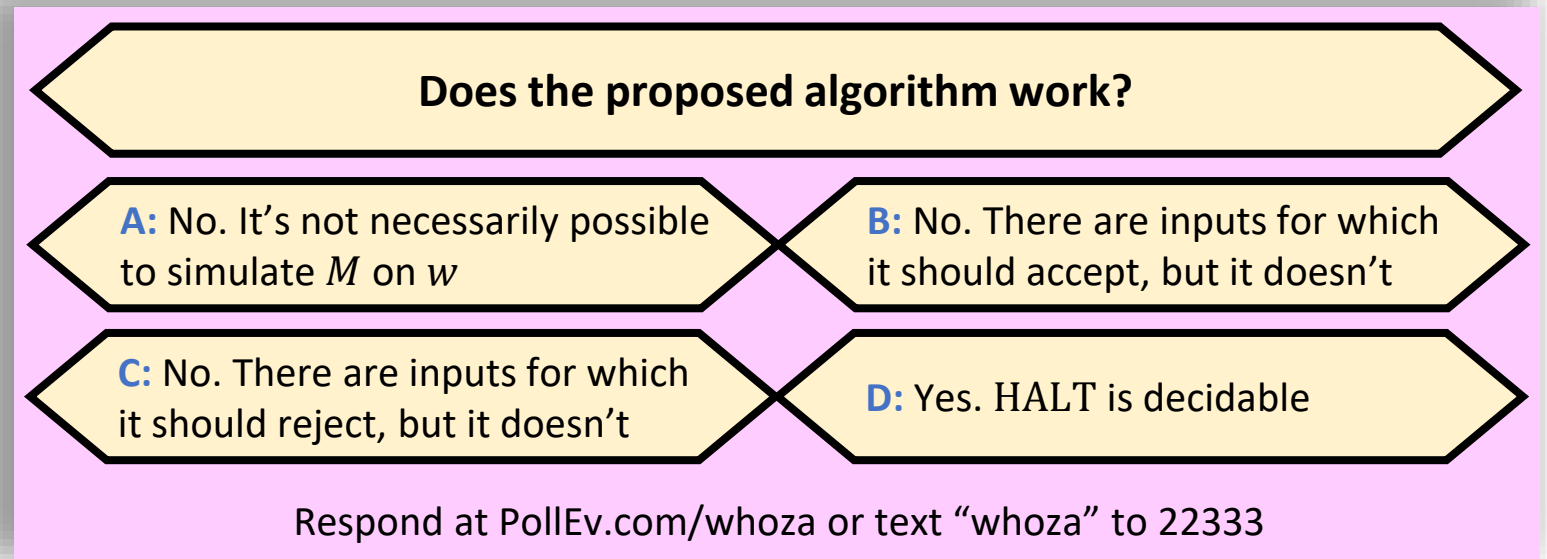 Does the proposed algorithm work?
A: No. It’s not necessarily possible
to simulate 𝑀 on 𝑤
B: No. There are inputs for which
it should accept, but it doesn’t
C: No. There are inputs for which
it should reject, but it doesn’t
D: Yes. HALT is decidable
Respond at PollEv.com/whoza or text “whoza” to 22333